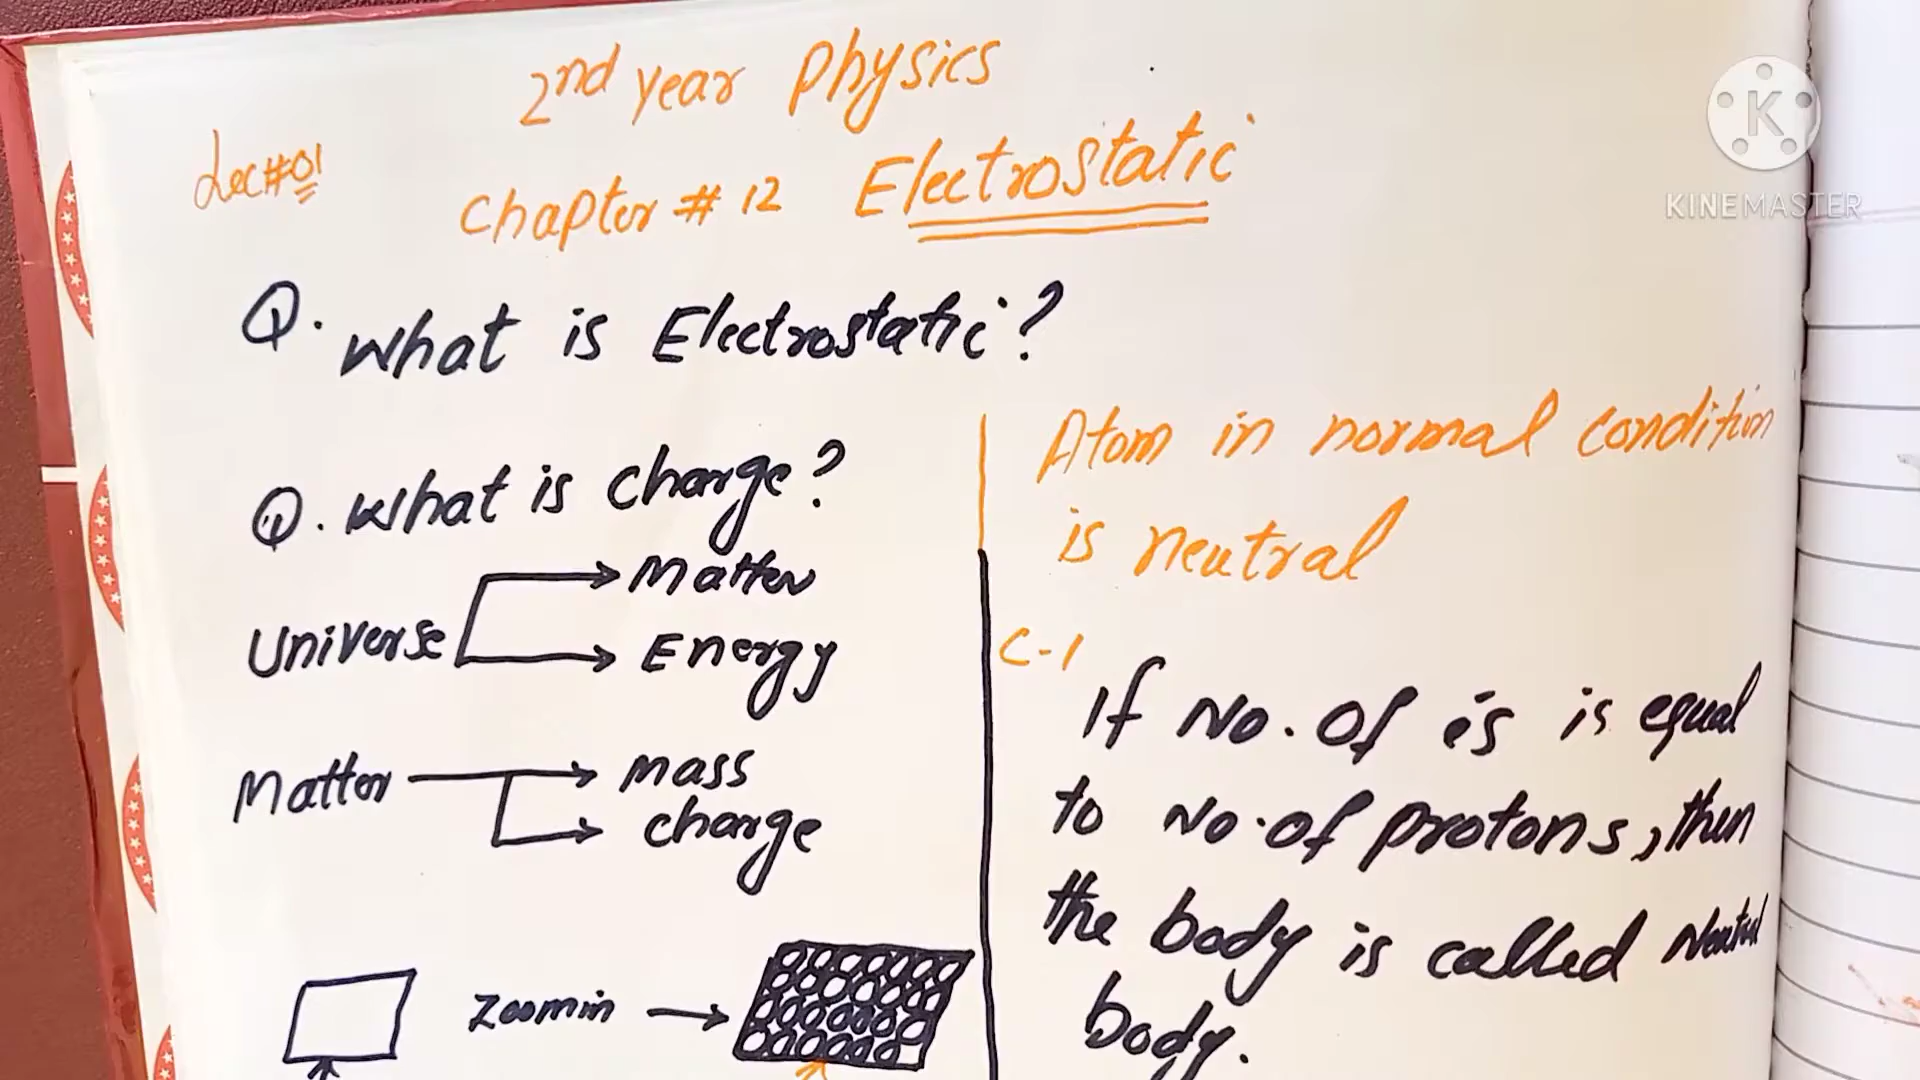 2nd year Physics
Lec#01
Chapter # 12 Electrostatic
Q. What is Electrostatic?
Q. What is charge?
Universe
Matter
Energy
Matter
mass
charge
Zoomin
Atom in normal condition
is neutral
C-1
If No. of és is equal
to No. of protons, then
the body is called Neutral
body.
K
KINEMASTER